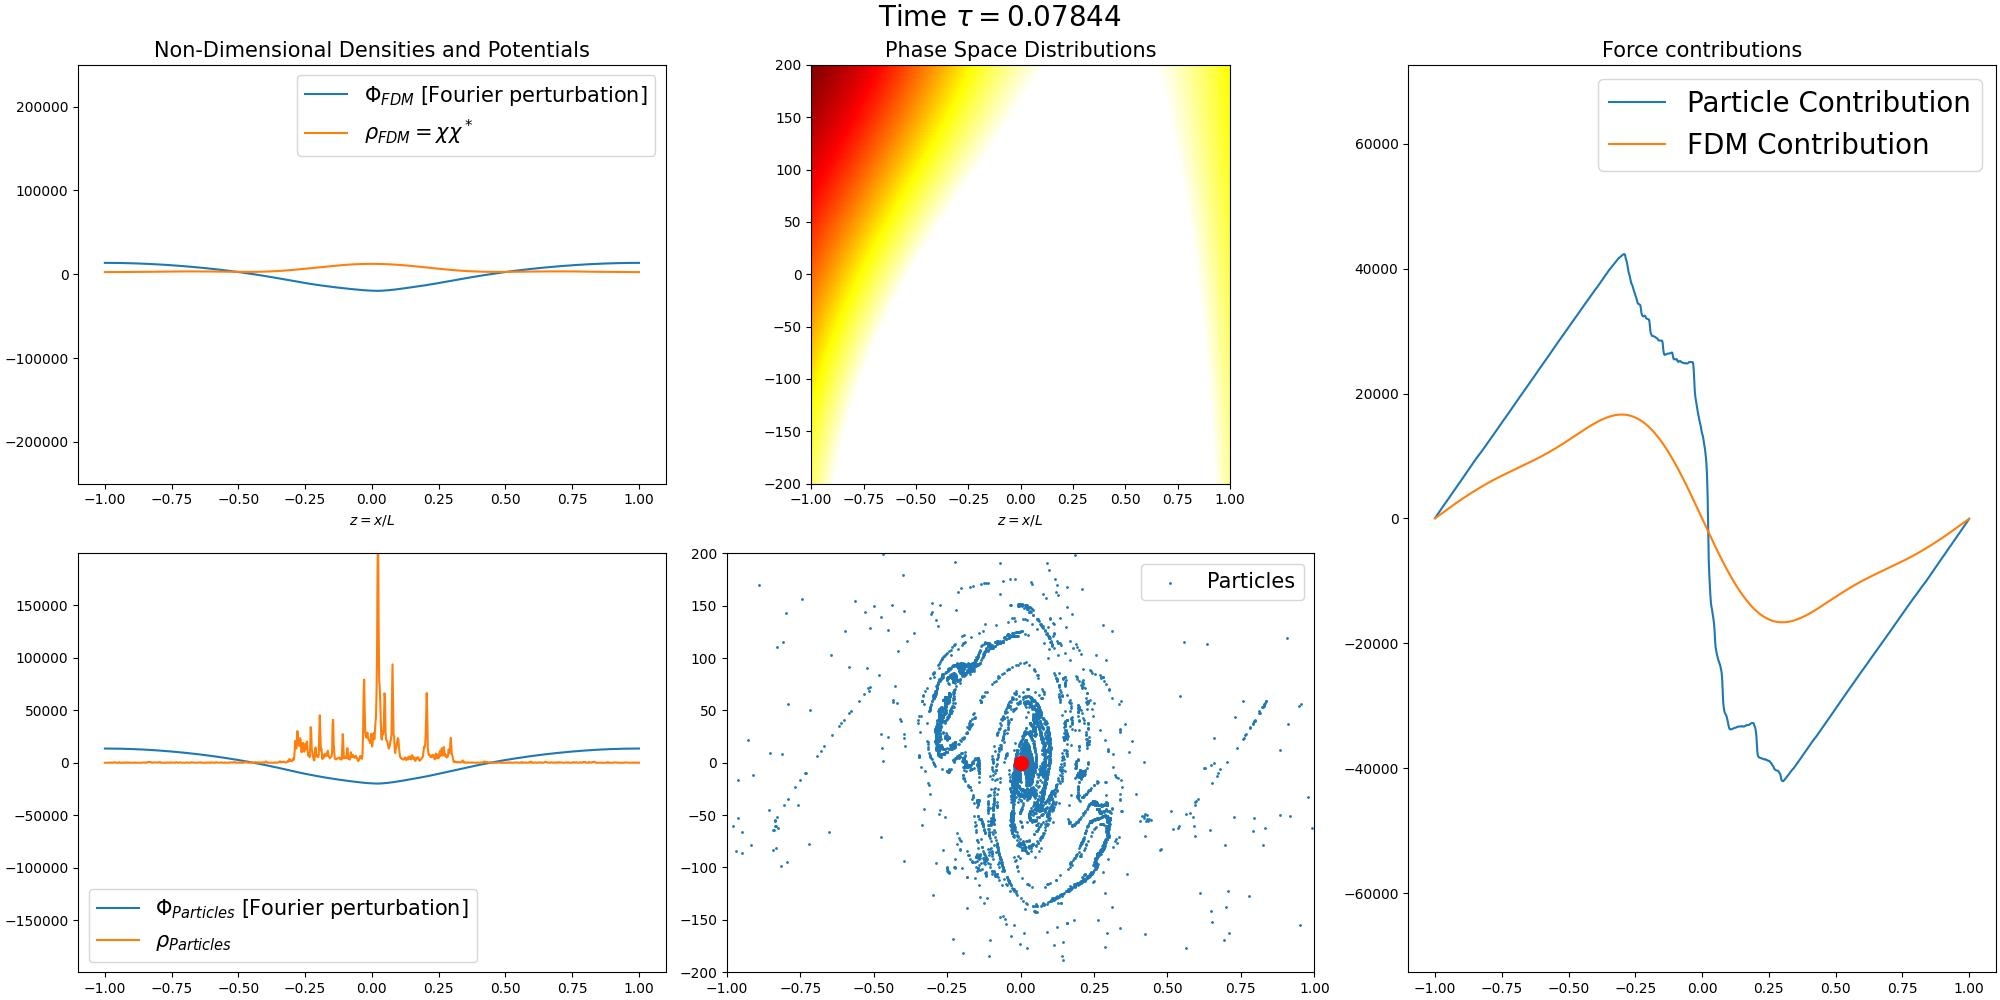 Time τ = 0.07844
Non-Dimensional Densities and Potentials
200000
100000
0
−100000
−200000
Φ_FDM [Fourier perturbation]
ρ_FDM = χχ*
−1.00 −0.75 −0.50 −0.25 0.00 0.25 0.50 0.75 1.00
z = x/L
Phase Space Distributions
200
150
100
50
0
−50
−100
−150
−200
−1.00 −0.75 −0.50 −0.25 0.00 0.25 0.50 0.75 1.00
z = x/L
Force contributions
Particle Contribution
FDM Contribution
60000
40000
20000
0
−20000
−40000
−60000
−1.00 −0.75 −0.50 −0.25 0.00 0.25 0.50 0.75 1.00
150000
100000
50000
0
−50000
−100000
−150000
Φ_Particles [Fourier perturbation]
ρ_Particles
−1.00 −0.75 −0.50 −0.25 0.00 0.25 0.50 0.75 1.00
Particles
200
150
100
50
0
−50
−100
−150
−200
−1.00 −0.75 −0.50 −0.25 0.00 0.25 0.50 0.75 1.00